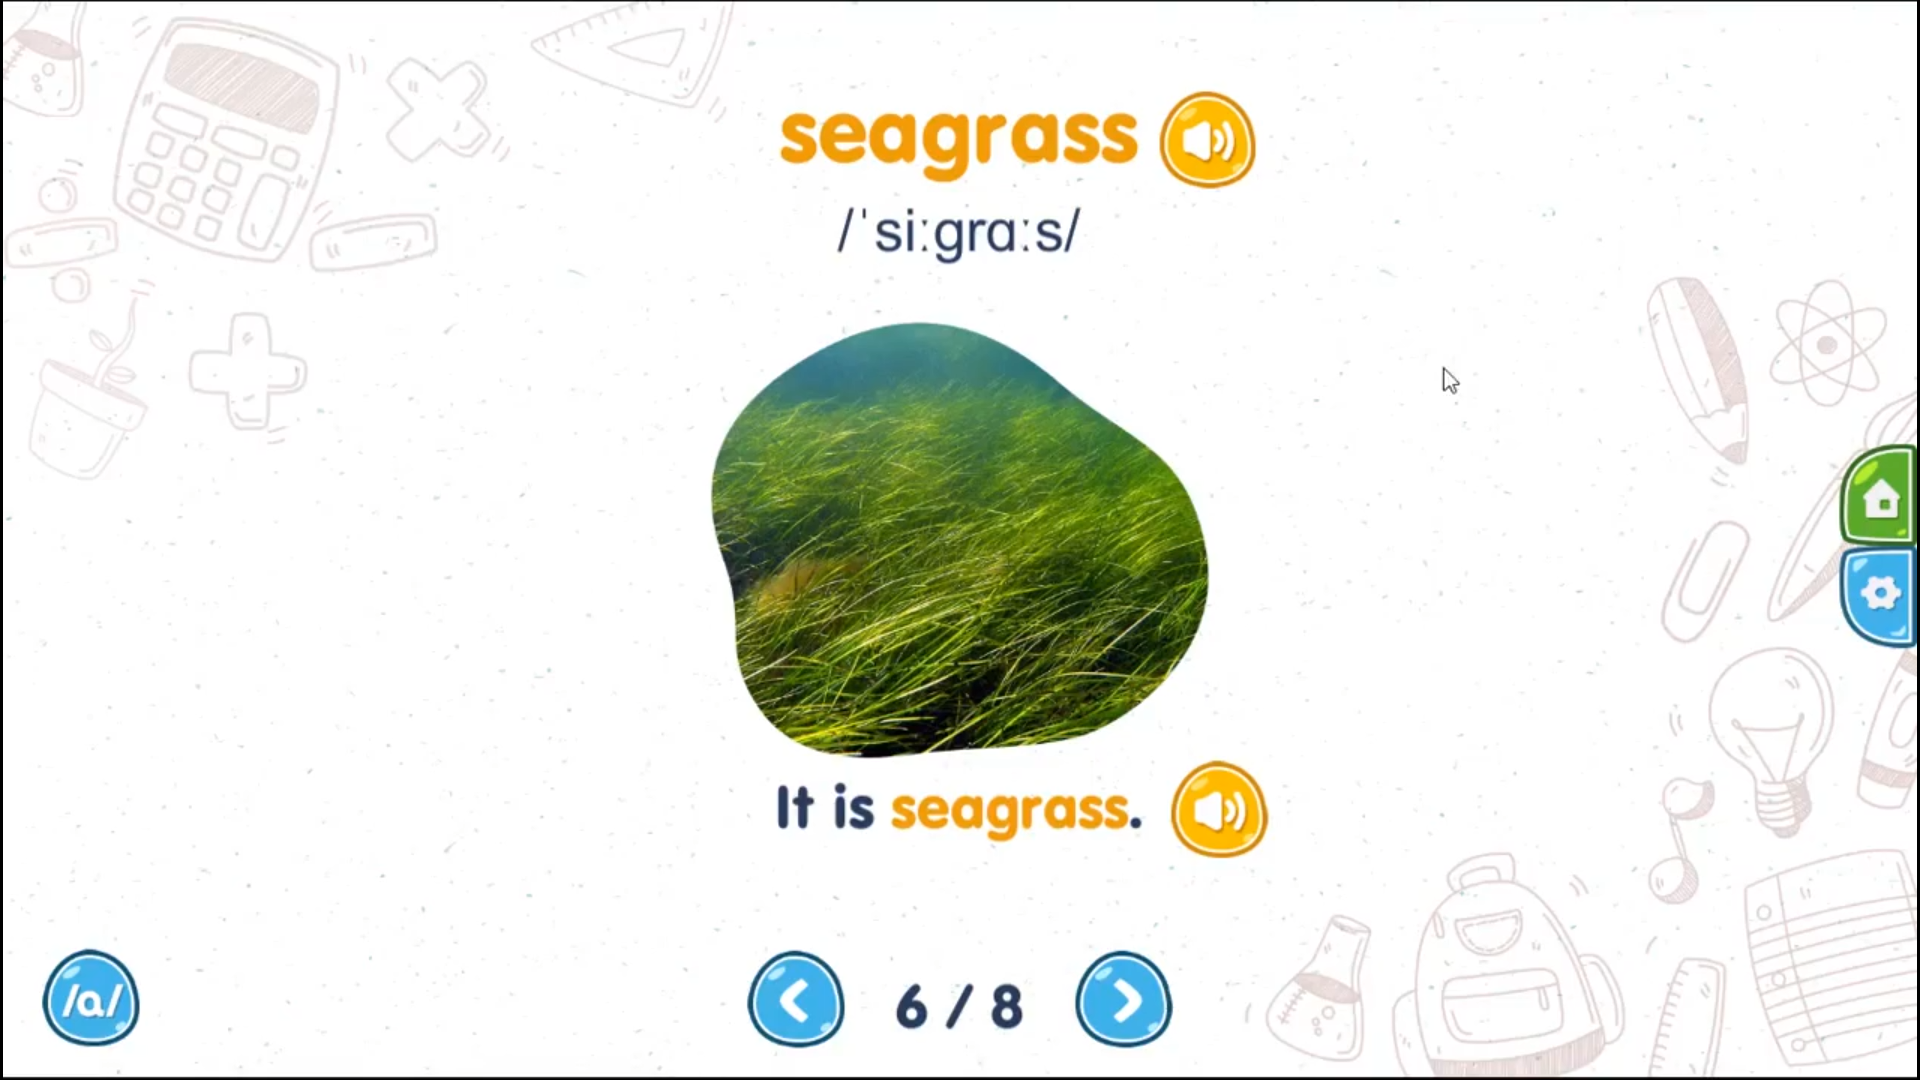 seagrass
/ˈsiːɡrɑːs/
It is seagrass.
/a/
6 / 8